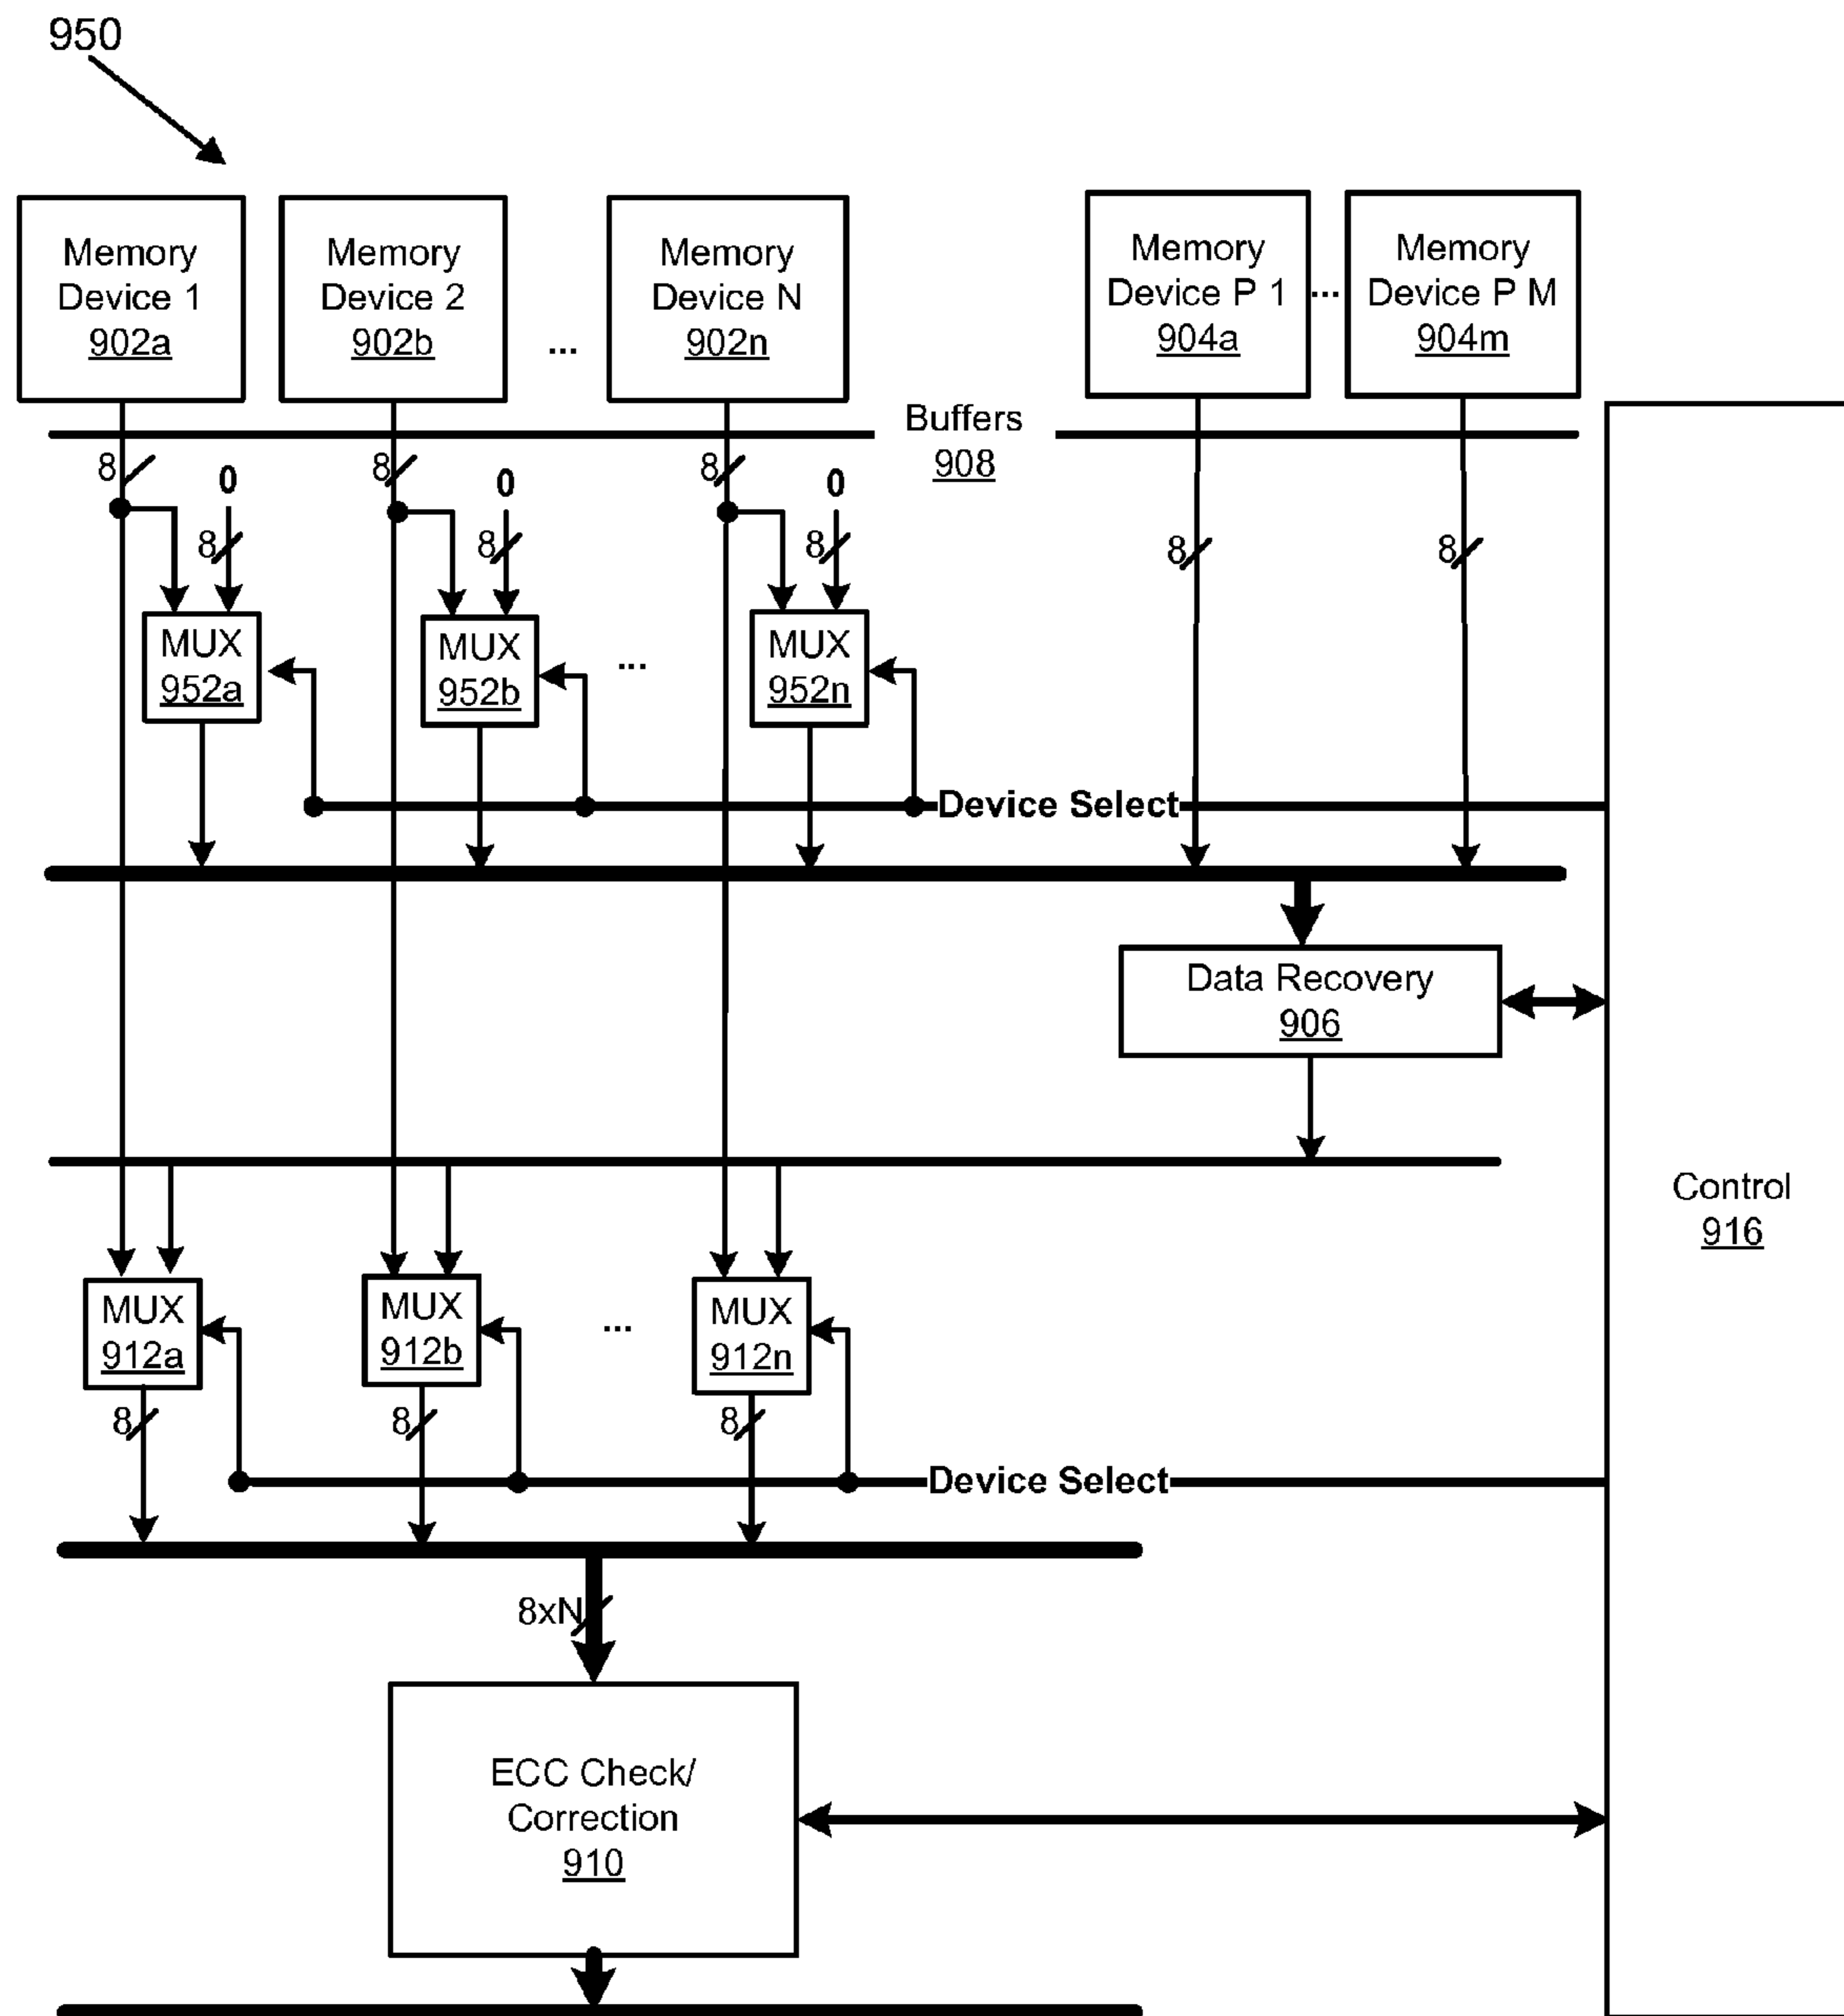 950
Memory
Device 1
902a
Memory
Device 2
902b
...
Memory
Device N
902n
Memory
Device P 1
904a
...
Memory
Device P M
904m
Buffers
908
8
0
8
8
0
8
8
0
8
8
8
MUX
952a
MUX
952b
...
MUX
952n
Device Select
Data Recovery
906
Control
916
MUX
912a
MUX
912b
...
MUX
912n
8
8
8
Device Select
8xN
ECC Check/
Correction
910